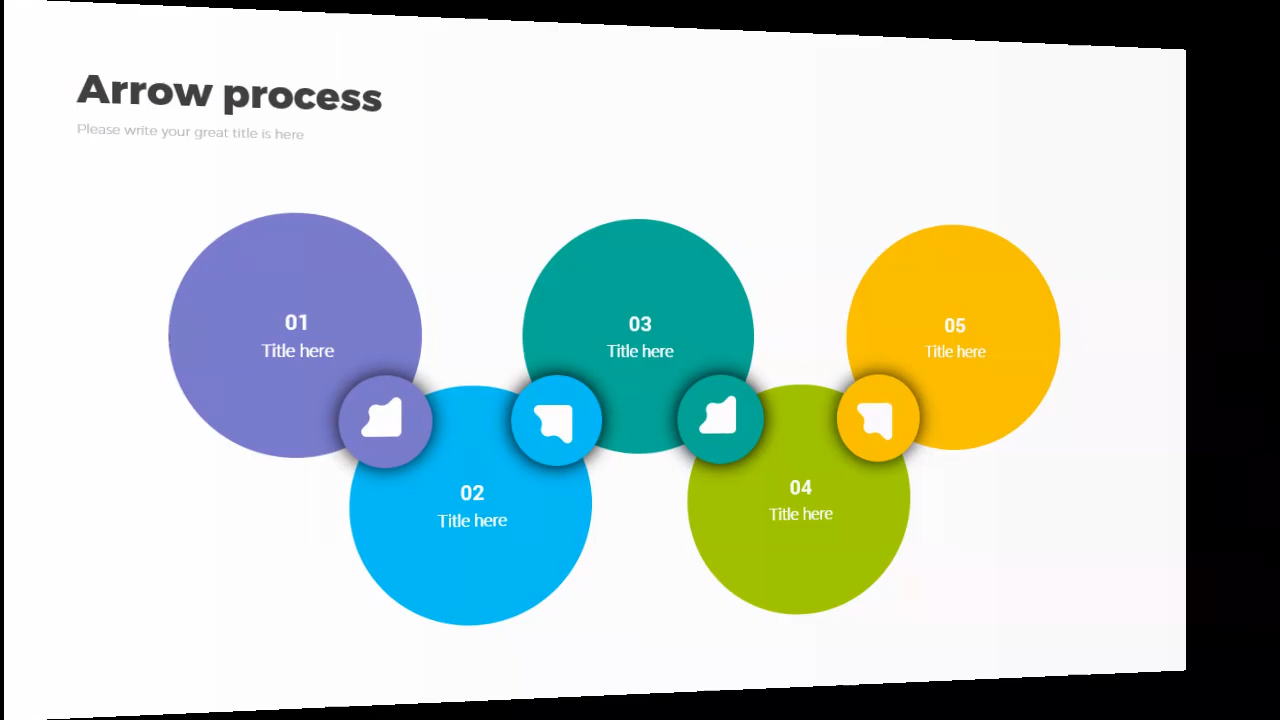 Arrow process
Please write your great title is here
01
Title here
02
Title here
03
Title here
04
Title here
05
Title here